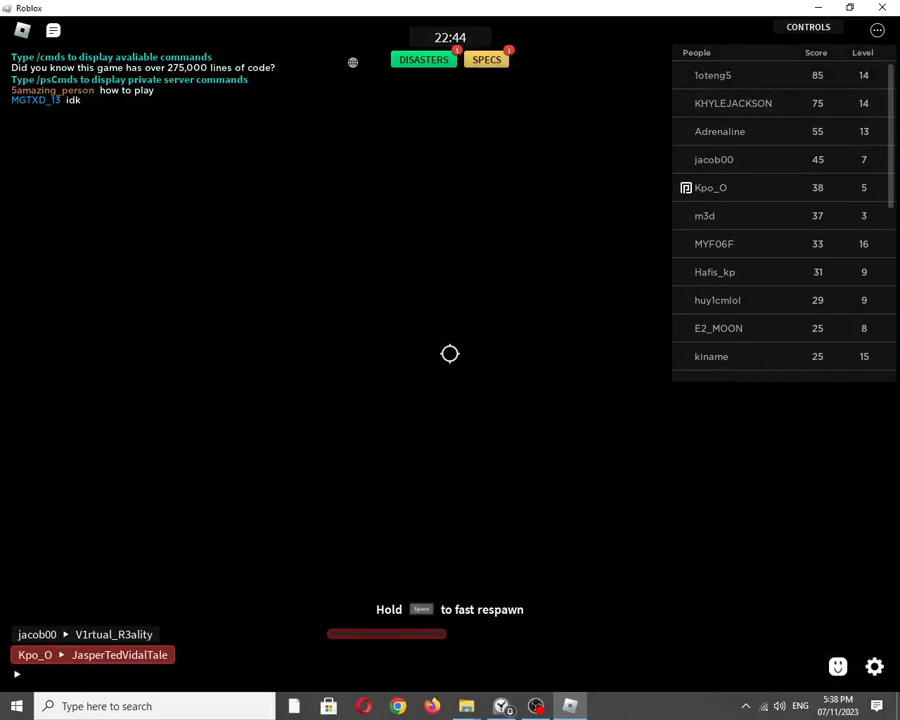 Roblox
22:44
CONTROLS
DISASTERS
1
SPECS
1
Type /cmds to display avaliable commands
Did you know this game has over 275,000 lines of code?
Type /psCmds to display private server commands
5amazing_person how to play
MGTXD_13 idk
People Score Level
1oteng5 85 14
KHYLEJACKSON 75 14
Adrenaline 55 13
jacob00 45 7
Kpo_O 38 5
m3d 37 3
MYF06F 33 16
Hafis_kp 31 9
huy1cmlol 29 9
E2_MOON 25 8
kiname 25 15
Hold Space to fast respawn
jacob00 V1rtual_R3ality
Kpo_O JasperTedVidalTale
Type here to search
0
ENG
5:38 PM
07/11/2023